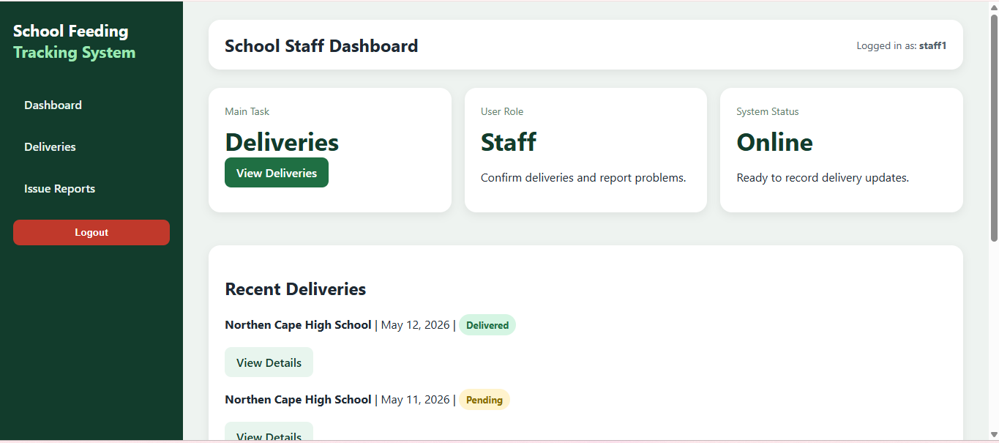 School Feeding
Tracking System
Dashboard
Deliveries
Issue Reports
Logout
School Staff Dashboard
Logged in as: staff1
Main Task
Deliveries
View Deliveries
User Role
Staff
Confirm deliveries and report problems.
System Status
Online
Ready to record delivery updates.
Recent Deliveries
Northen Cape High School | May 12, 2026 | Delivered
View Details
Northen Cape High School | May 11, 2026 | Pending
View Details